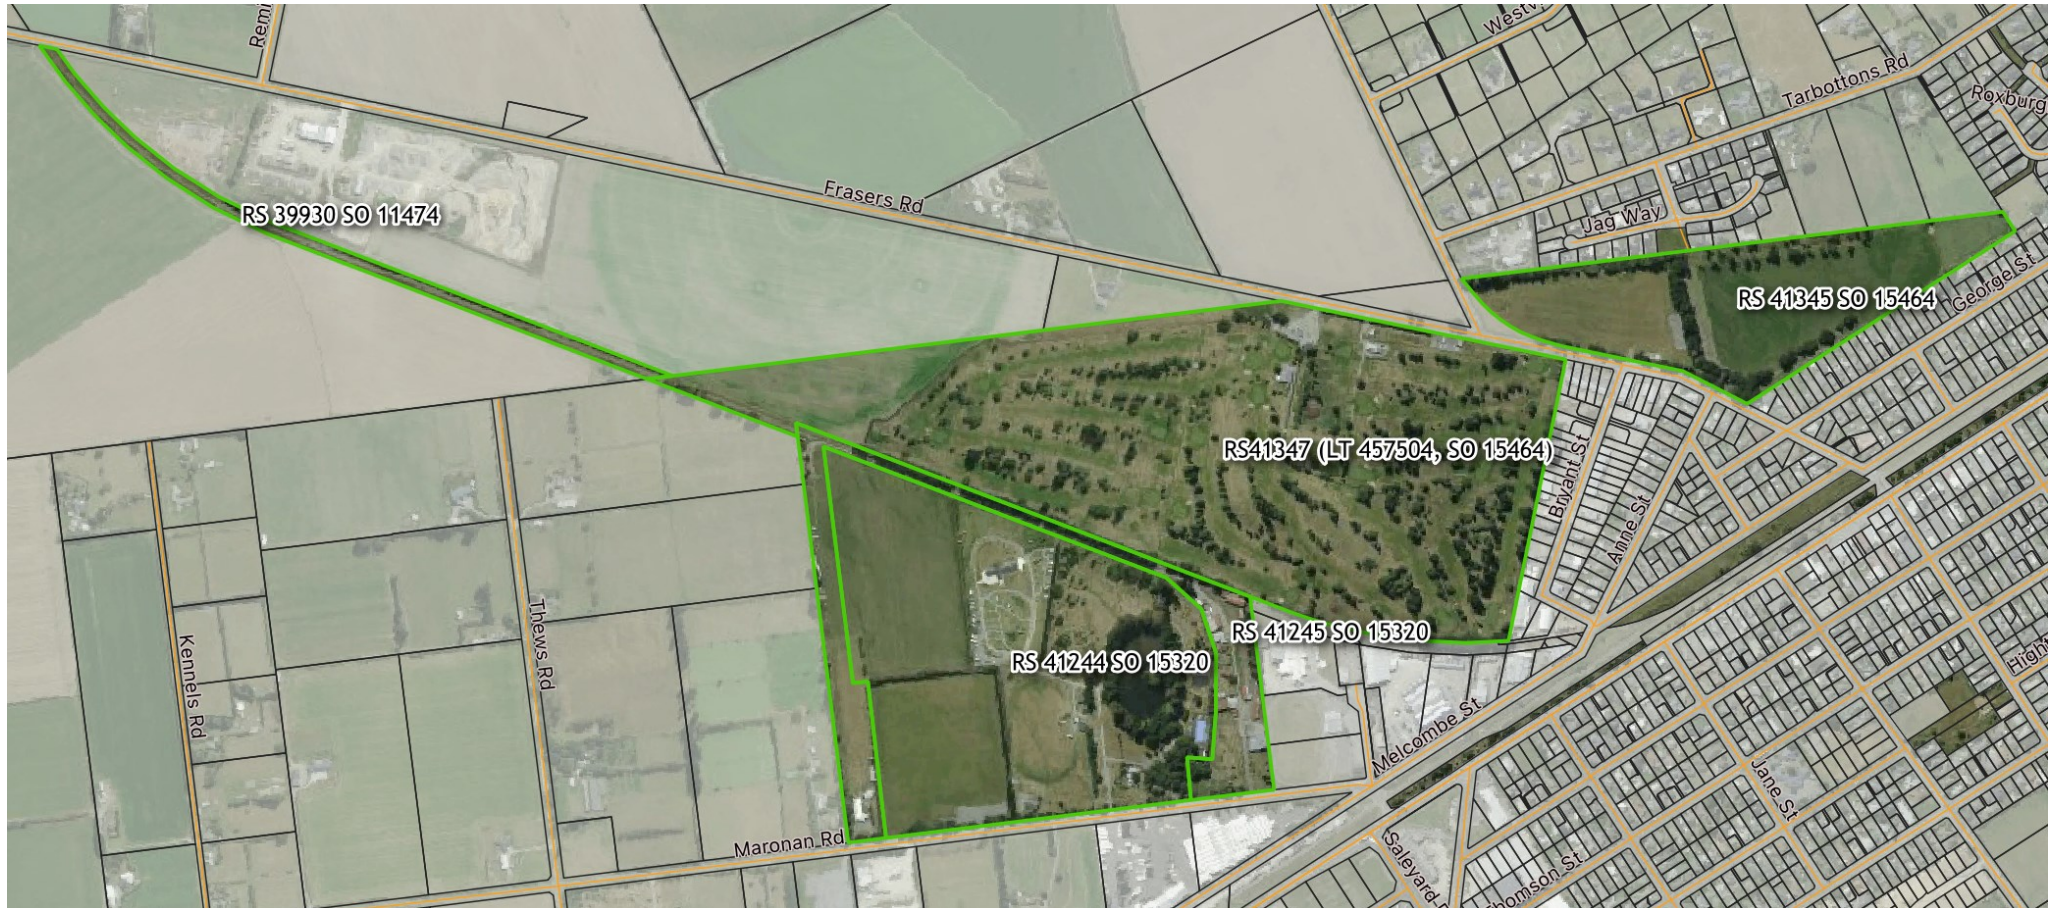 Westv
Remi
Tarbottons Rd
Roxburg
Frasers Rd
Jag Way
RS 39930 SO 11474
George St
RS 41345 SO 15464
RS41347 (LT 457504, SO 15464)
Bryant St
Anne St
Thews Rd
Kennels Rd
RS 41245 SO 15320
RS 41244 SO 15320
Hight
Melcombe St
Jane St
Maronan Rd
Saleyard
Thomson St